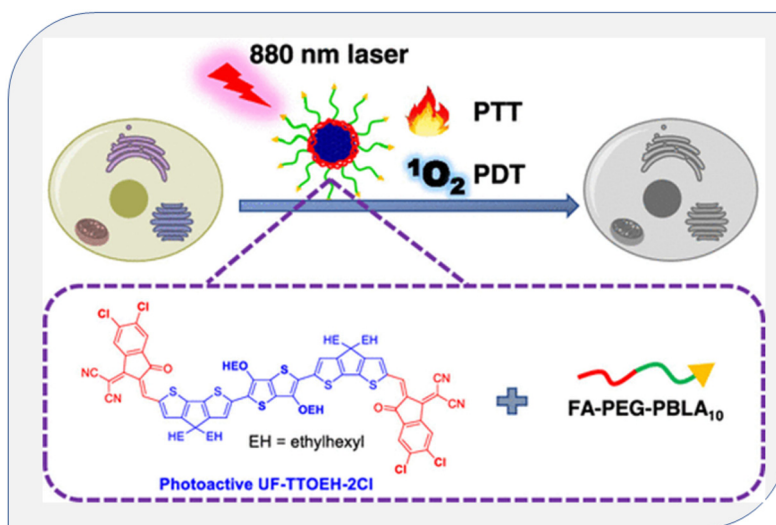 880 nm laser
PTT
¹O₂ PDT
Cl
Cl
HE EH
HEO
O
S
S
S
CN
NC
CN
S
S
S
OEH
CN
CN
O
HE EH
EH = ethylhexyl
Cl
Cl
Photoactive UF-TTOEH-2Cl
FA-PEG-PBLA₁₀